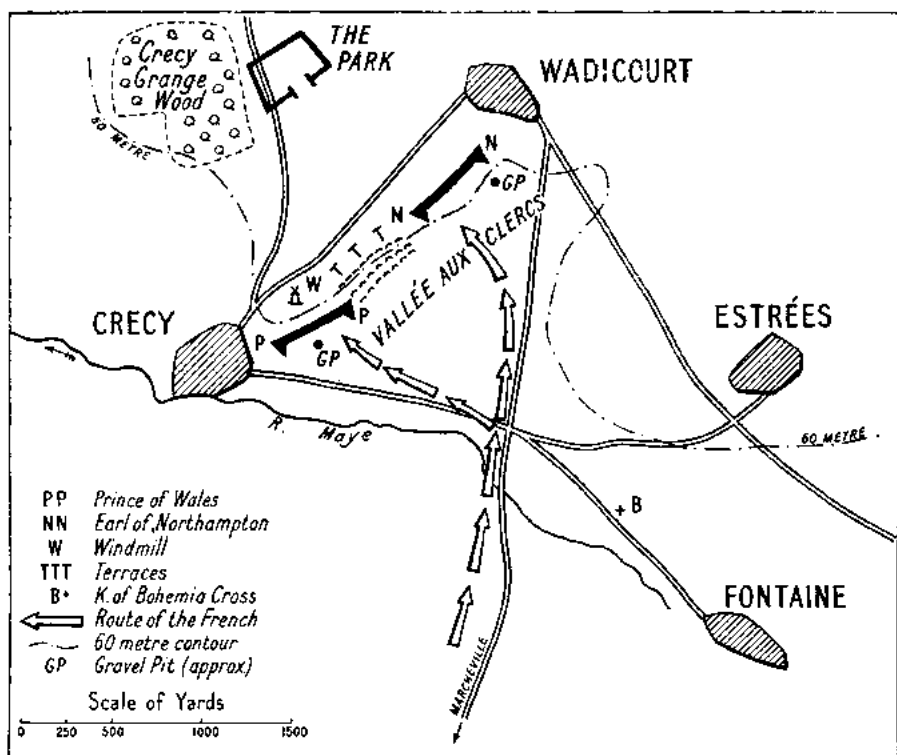 THE
PARK
Crecy
Grange
Wood
WADICOURT
60 METRE
N
GP
N
T T T
W
VALLÉE AUX CLERCS
P
P
GP
CRECY
ESTRÉES
R. Maye
60 METRE
+ B
FONTAINE
MARCHEVILLE
PP Prince of Wales
NN Earl of Northampton
W Windmill
TTT Terraces
B+ K. of Bohemia Cross
Route of the French
60 metre contour
GP Gravel Pit (approx)
Scale of Yards
0 250 500 1000 1500